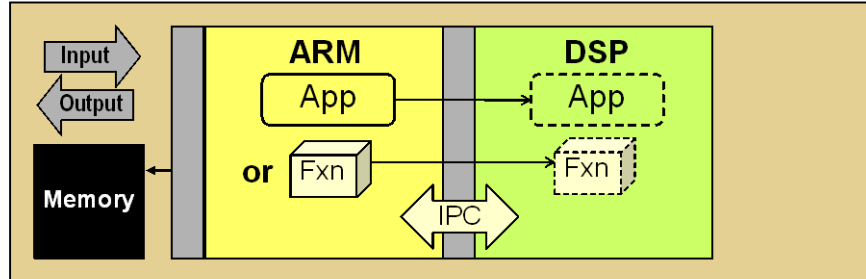 Input
Output
Memory
ARM
App
or
Fxn
IPC
DSP
App
Fxn